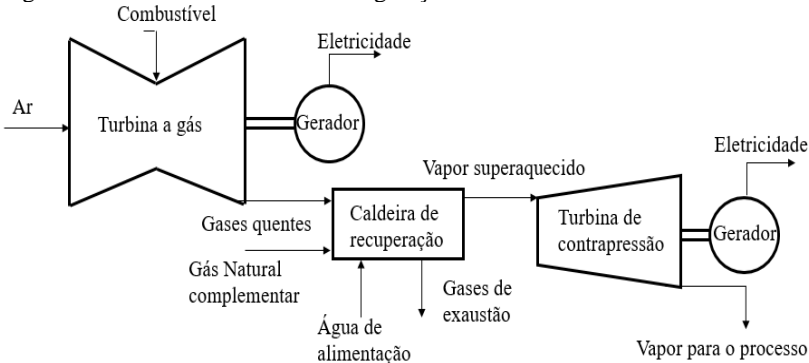 Combustível
Eletricidade
Ar
Turbina a gás
Gerador
Eletricidade
Vapor superaquecido
Gases quentes
Caldeira de
recuperação
Turbina de
contrapressão
Gerador
Gás Natural
complementar
Gases de
exaustão
Água de
alimentação
Vapor para o processo